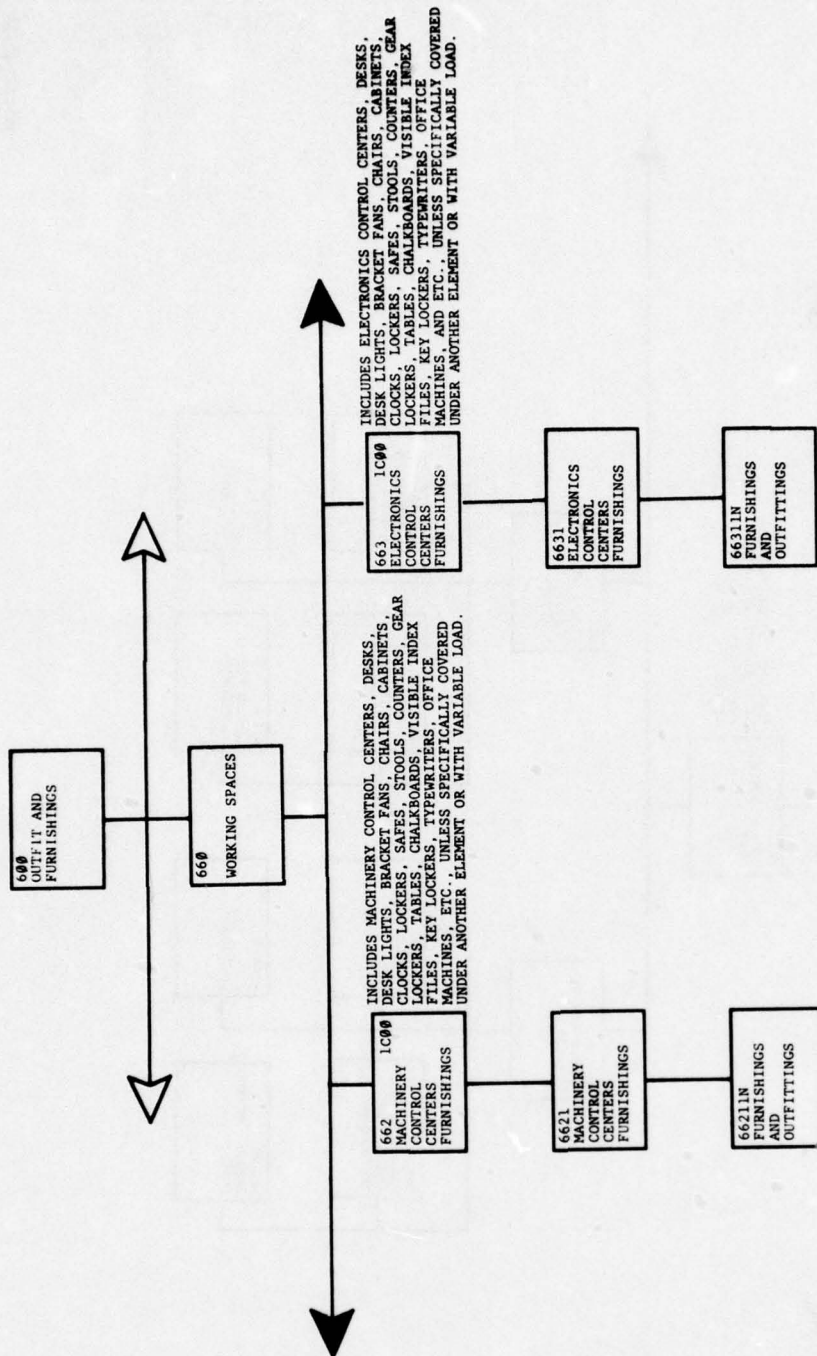 600
OUTFIT AND
FURNISHINGS
660
WORKING SPACES
662 1C00
MACHINERY
CONTROL
CENTERS
FURNISHINGS
INCLUDES MACHINERY CONTROL CENTERS, DESKS,
DESK LIGHTS, BRACKET FANS, CHAIRS, CABINETS,
CLOCKS, LOCKERS, SAFES, STOOLS, COUNTERS, GEAR
LOCKERS, TABLES, CHALKBOARDS, VISIBLE INDEX
FILES, KEY LOCKERS, TYPEWRITERS, OFFICE
MACHINES, ETC., UNLESS SPECIFICALLY COVERED
UNDER ANOTHER ELEMENT OR WITH VARIABLE LOAD.
6621
MACHINERY
CONTROL
CENTERS
FURNISHINGS
66211N
FURNISHINGS
AND
OUTFITTINGS
663 1C00
ELECTRONICS
CONTROL
CENTERS
FURNISHINGS
INCLUDES ELECTRONICS CONTROL CENTERS, DESKS,
DESK LIGHTS, BRACKET FANS, CHAIRS, CABINETS,
CLOCKS, LOCKERS, SAFES, STOOLS, COUNTERS, GEAR
LOCKERS, TABLES, CHALKBOARDS, VISIBLE INDEX
FILES, KEY LOCKERS, TYPEWRITERS, OFFICE
MACHINES, AND ETC., UNLESS SPECIFICALLY COVERED
UNDER ANOTHER ELEMENT OR WITH VARIABLE LOAD.
6631
ELECTRONICS
CONTROL
CENTERS
FURNISHINGS
66311N
FURNISHINGS
AND
OUTFITTINGS